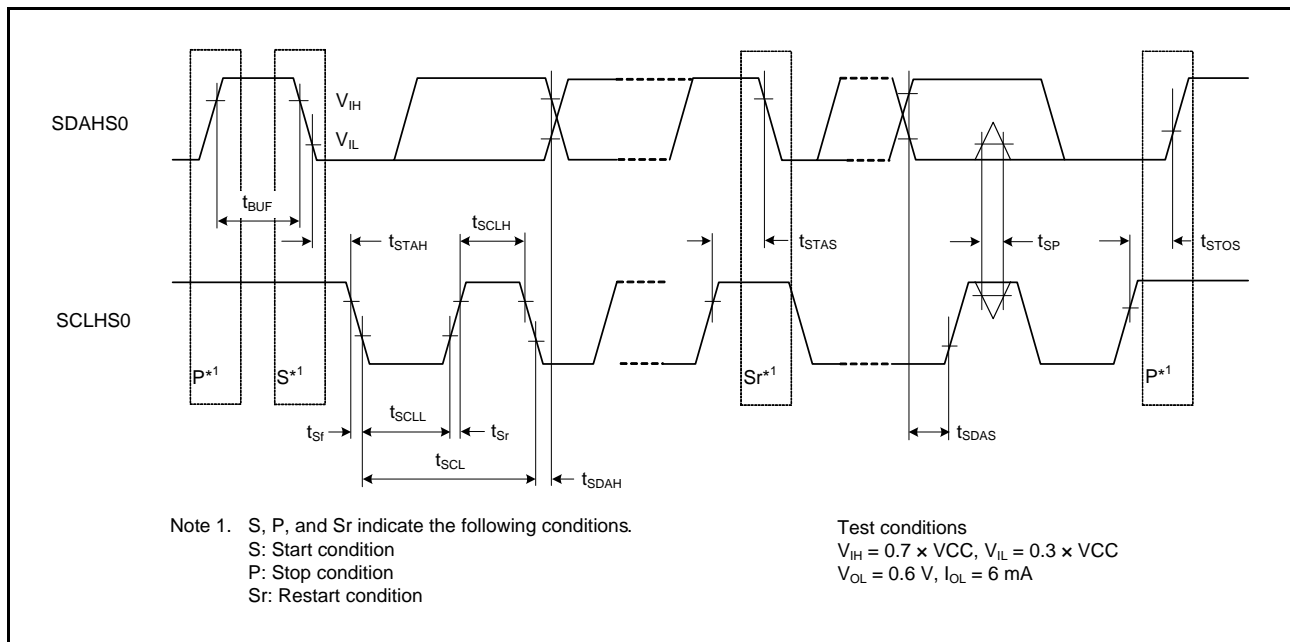 SDAHS0
VIH
VIL
tBUF
tSTAH
tSCLH
tSTAS
tSP
tSTOS
SCLHS0
P*1
S*1
Sr*1
P*1
tSf
tSCLL
tSr
tSDAS
tSCL
tSDAH
Note 1. S, P, and Sr indicate the following conditions.
S: Start condition
P: Stop condition
Sr: Restart condition
Test conditions
VIH = 0.7 × VCC, VIL = 0.3 × VCC
VOL = 0.6 V, IOL = 6 mA